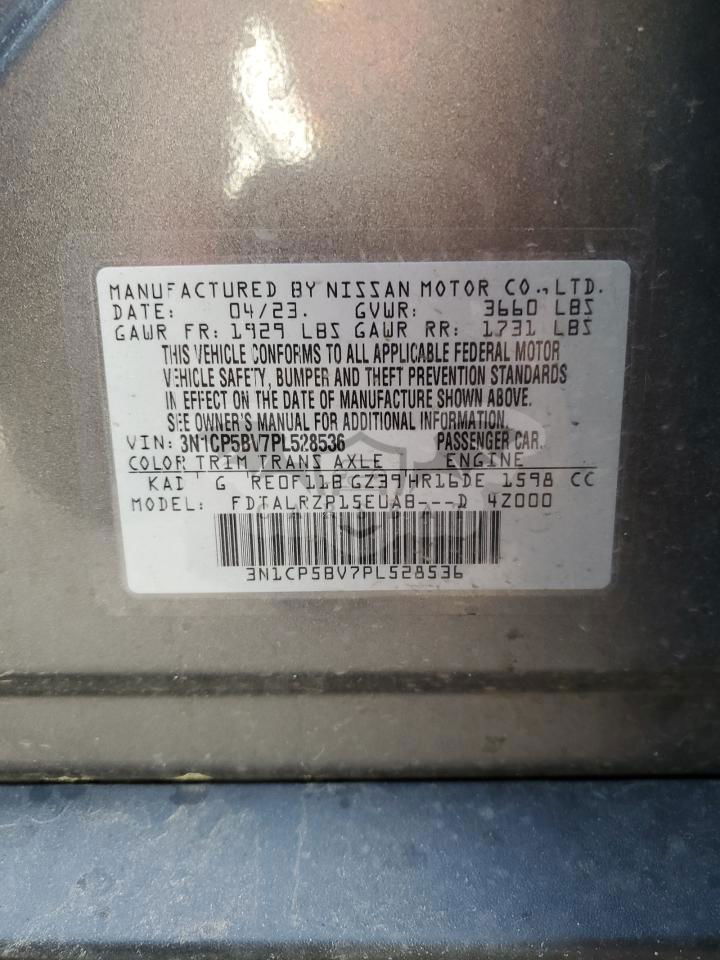 MANUFACTURED BY NISSAN MOTOR CO., LTD.
DATE: 04/23. GVWR: 3660 LBS
GAWR FR: 1929 LBS GAWR RR: 1731 LBS
THIS VEHICLE CONFORMS TO ALL APPLICABLE FEDERAL MOTOR
VEHICLE SAFETY, BUMPER AND THEFT PREVENTION STANDARDS
IN EFFECT ON THE DATE OF MANUFACTURE SHOWN ABOVE.
SEE OWNER'S MANUAL FOR ADDITIONAL INFORMATION.
VIN: 3N1CP5BV7PL528536 PASSENGER CAR.
COLOR TRIM TRANS AXLE ENGINE
KAD G RE0F11B GZ39 HR16DE 1598 CC
MODEL: FDTALRZP15EUAB---D 4Z000
3N1CP5BV7PL528536